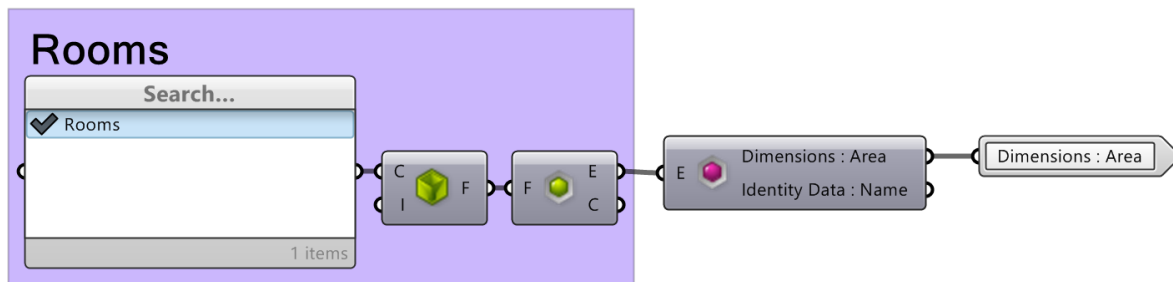 Rooms
Search...
Rooms
1 items
C
I
F
F
E
C
E
Dimensions : Area
Identity Data : Name
Dimensions : Area